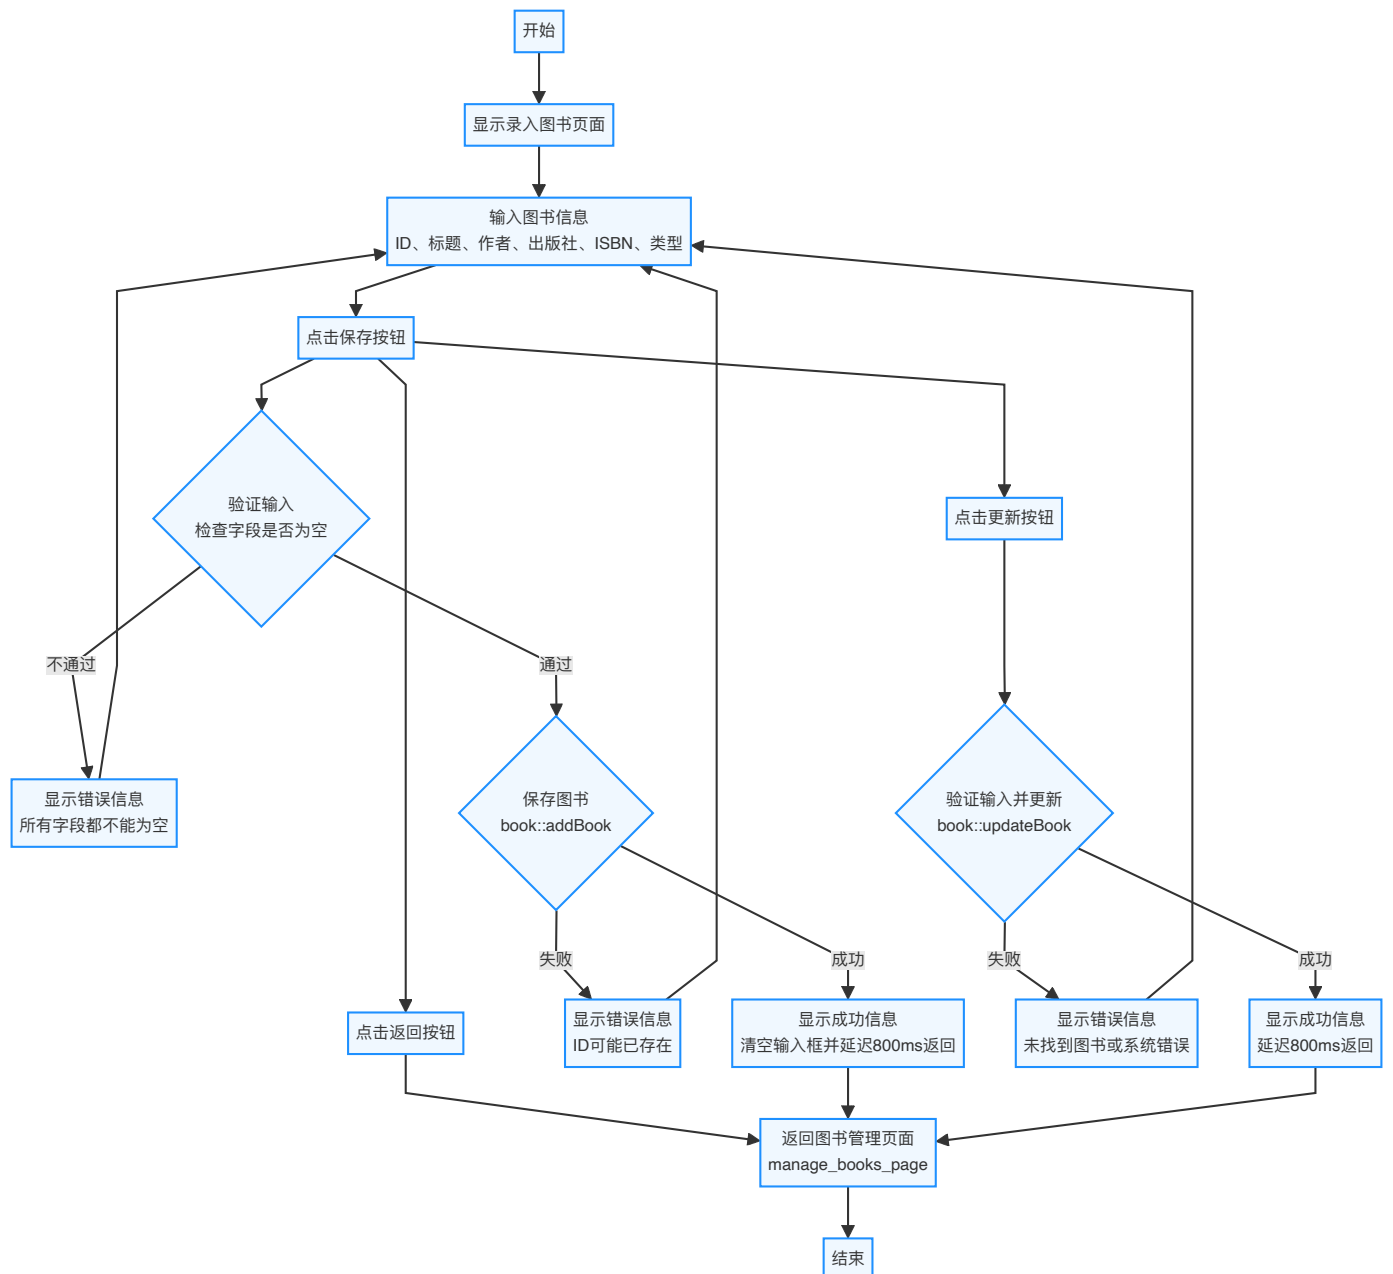 开始
显示录入图书页面
输入图书信息
ID、标题、作者、出版社、ISBN、类型
点击保存按钮
验证输入
检查字段是否为空
点击更新按钮
不通过
通过
显示错误信息
所有字段都不能为空
保存图书
book::addBook
验证输入并更新
book::updateBook
失败
成功
失败
成功
点击返回按钮
显示错误信息
ID可能已存在
显示成功信息
清空输入框并延迟800ms返回
显示错误信息
未找到图书或系统错误
显示成功信息
延迟800ms返回
返回图书管理页面
manage_books_page
结束